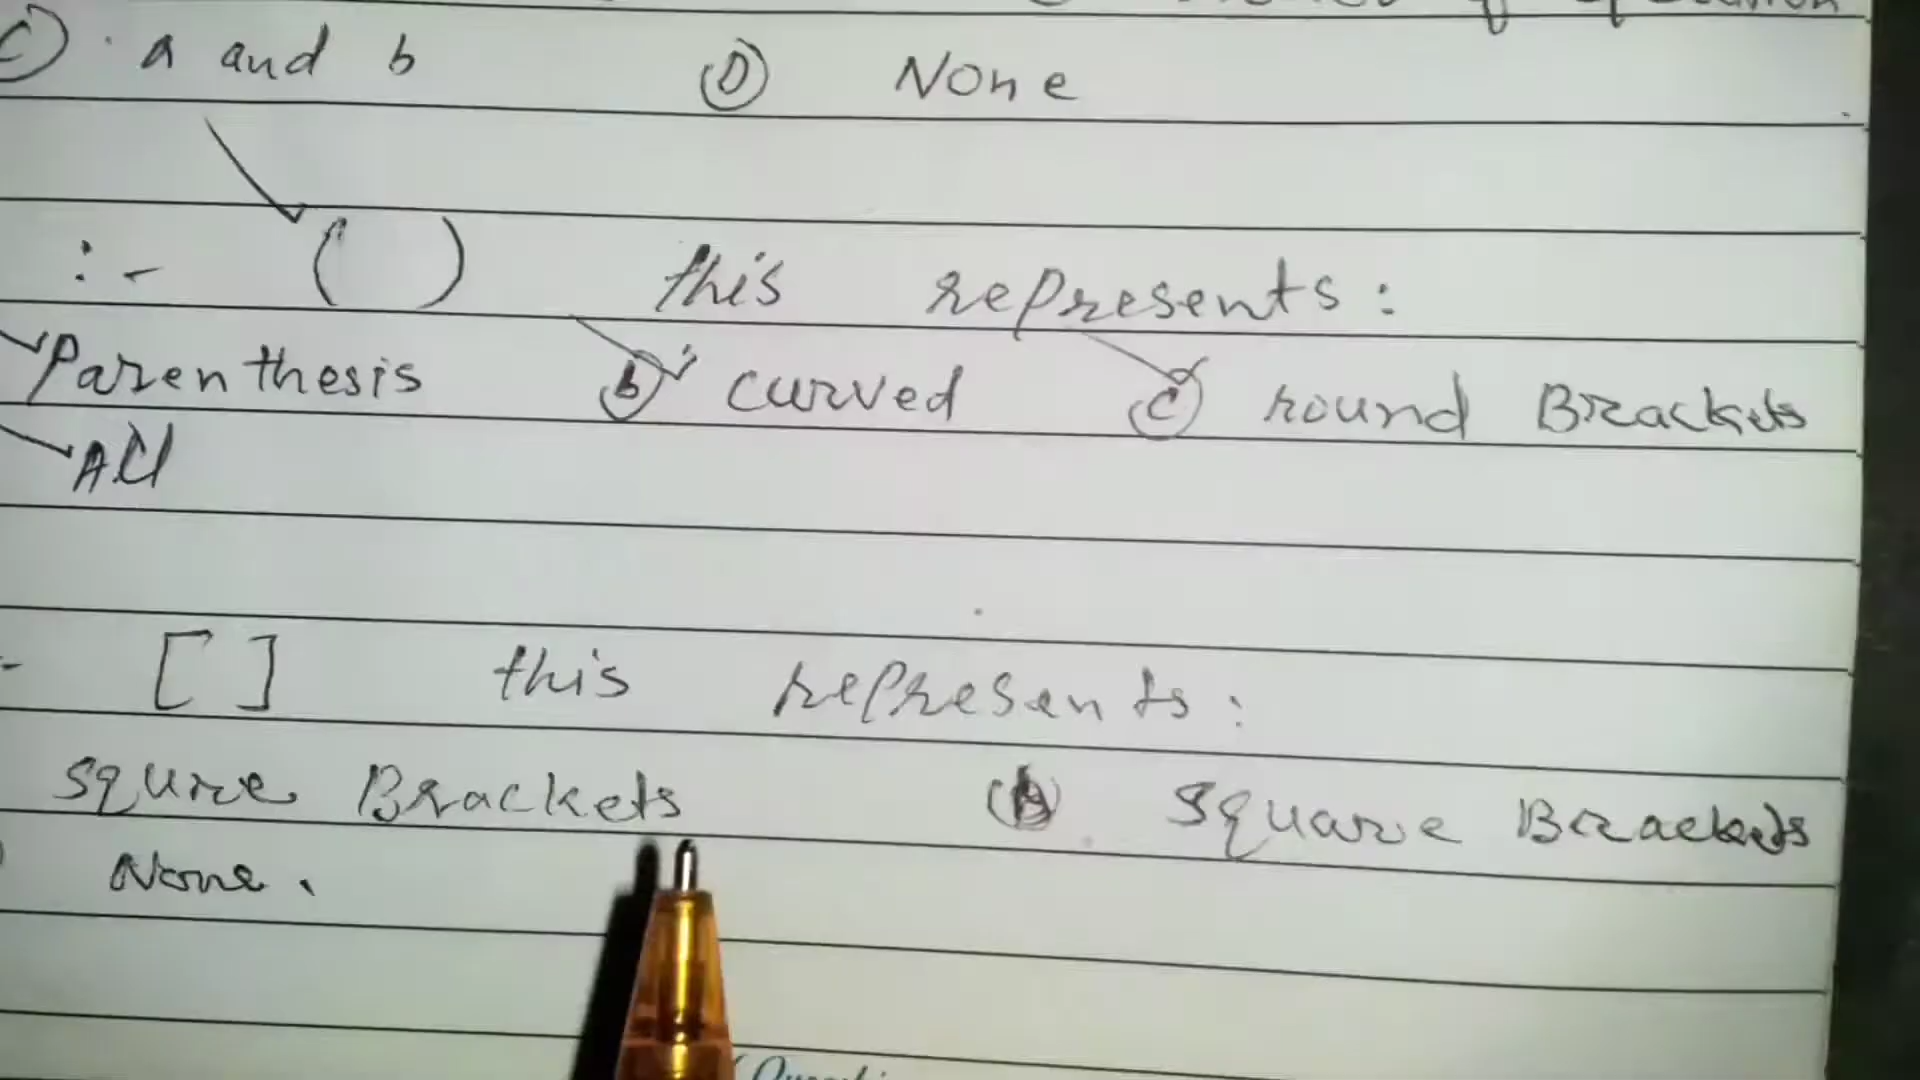 C · a and b D None
:- ( ) this represents:
Parenthesis b curved C round Brackets
All
- [ ] this represents:
squre Brackets b square Brackets
None.